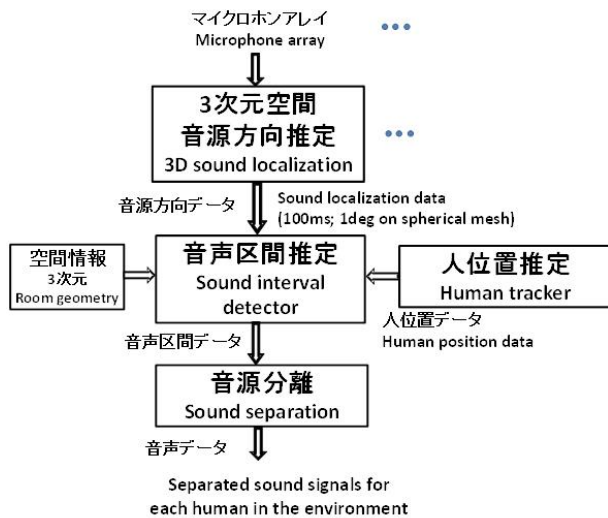 マイクロホンアレイ
Microphone array
3次元空間
音源方向推定
3D sound localization
音源方向データ
Sound localization data
(100ms; 1deg on spherical mesh)
空間情報
3次元
Room geometry
音声区間推定
Sound interval
detector
人位置推定
Human tracker
人位置データ
Human position data
音声区間データ
音源分離
Sound separation
音声データ
Separated sound signals for
each human in the environment